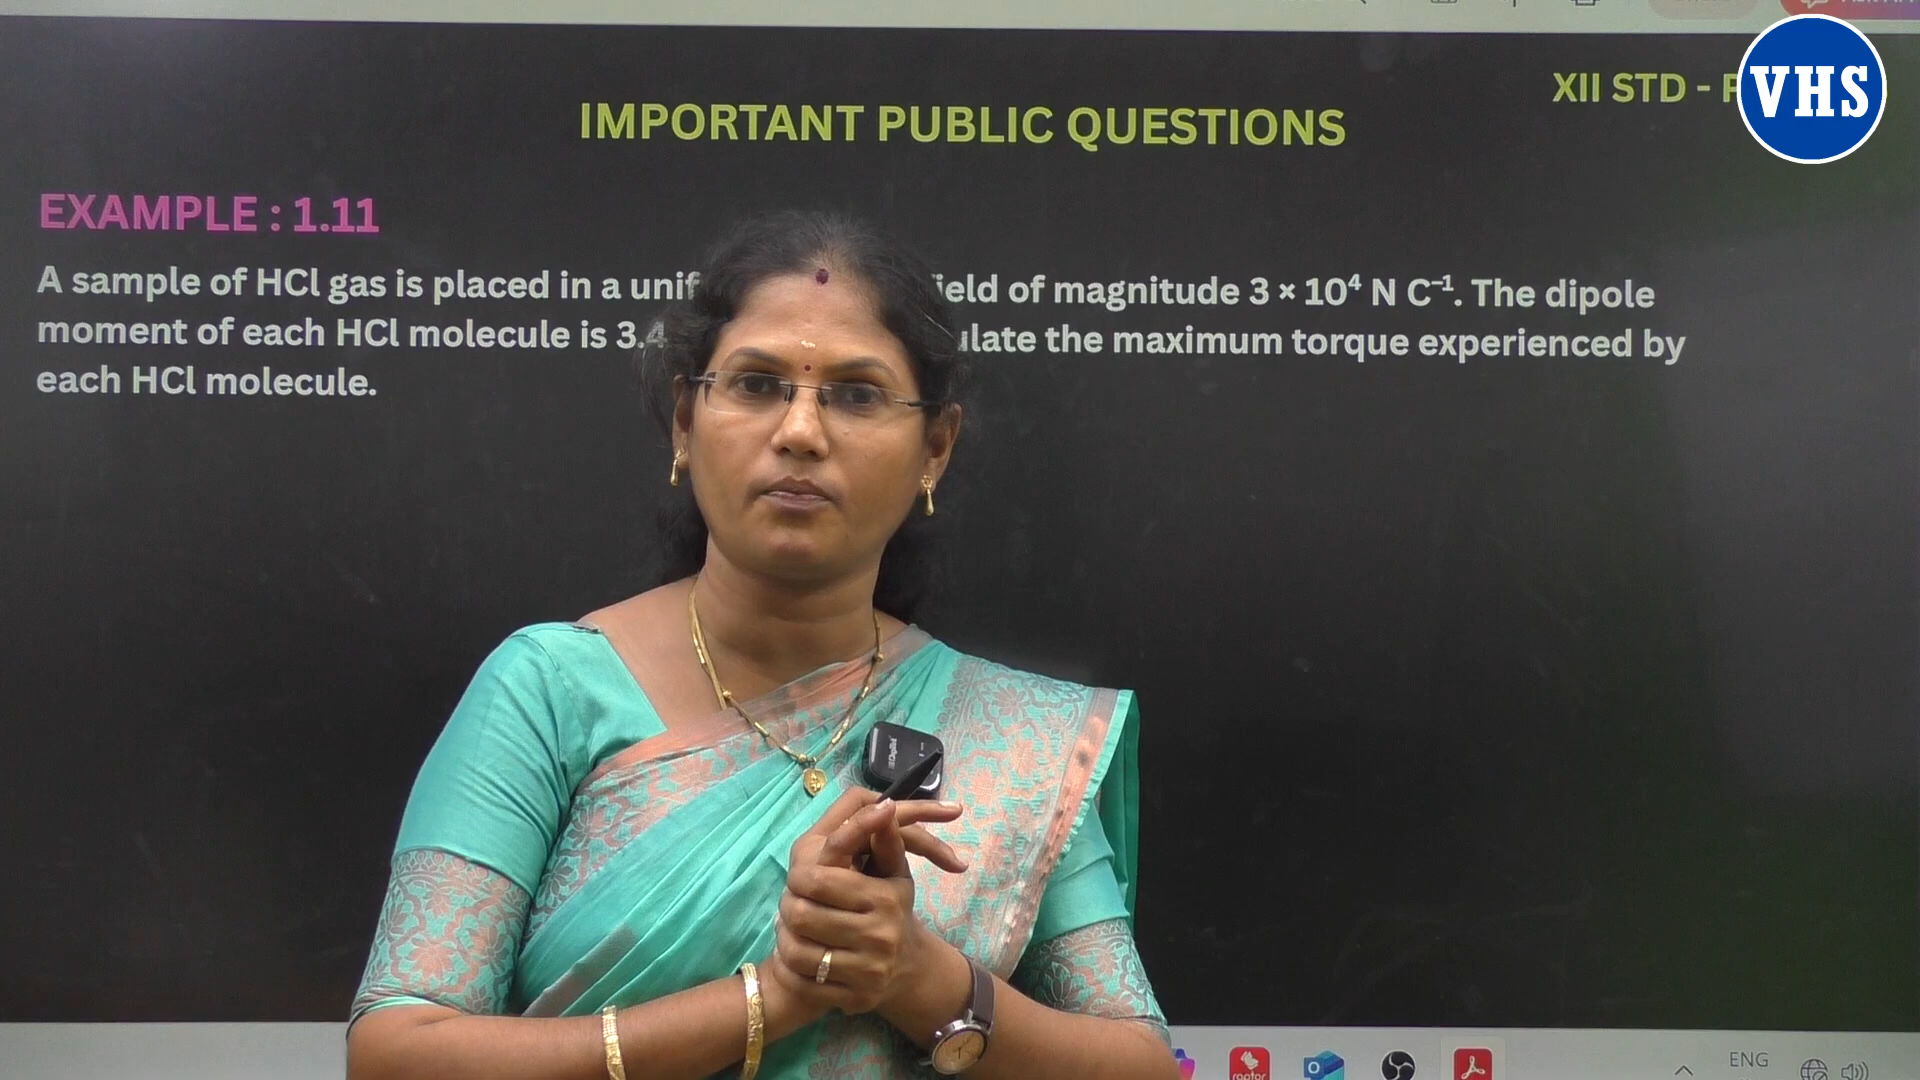 XII STD -
VHS
IMPORTANT PUBLIC QUESTIONS
EXAMPLE : 1.11
A sample of HCl gas is placed in a unif ield of magnitude 3 × 10⁴ N C⁻¹. The dipole
moment of each HCl molecule is 3.4 ulate the maximum torque experienced by
each HCl molecule.
ENG